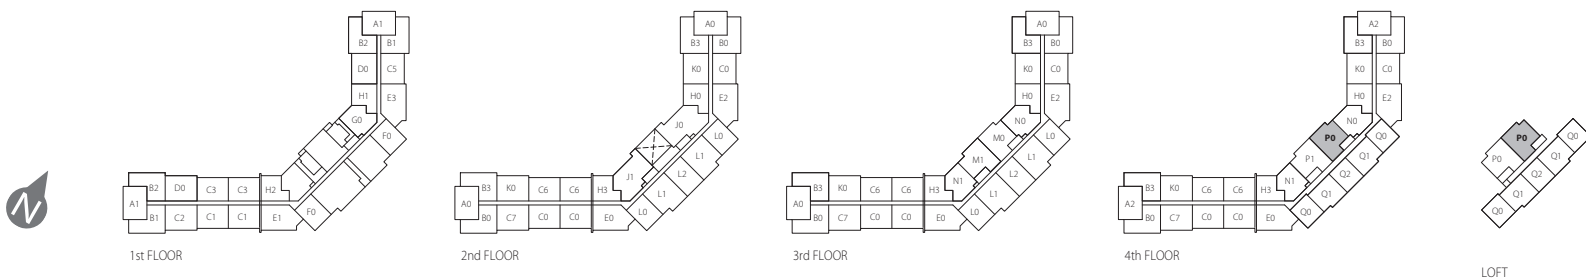 A1
B2 B1
D0 C5
H1 E3
G0
F0
B2 D0 C3 C3 H2
A1
B1 C2 C1 C1 E1 F0
1st FLOOR
A0
B3 B0
K0 C0
H0 E2
J0
L0
L1
L2
J1
B3 K0 C6 C6 H3
L1
A0
B0 C7 C0 C0 E0 L0
2nd FLOOR
A0
B3 B0
K0 C0
H0 E2
N0
M0 L0
L1
M1 L2
N1
B3 K0 C6 C6 H3
L1
A0
B0 C7 C0 C0 E0 L0
3rd FLOOR
A2
B3 B0
K0 C0
H0 E2
N0
P0 Q0
Q1
P1 Q2
N1
B3 K0 C6 C6 H3
Q1
A2
B0 C7 C0 C0 E0 Q0
4th FLOOR
P0 Q0
P0 Q1
Q2
Q1
Q0
LOFT
N